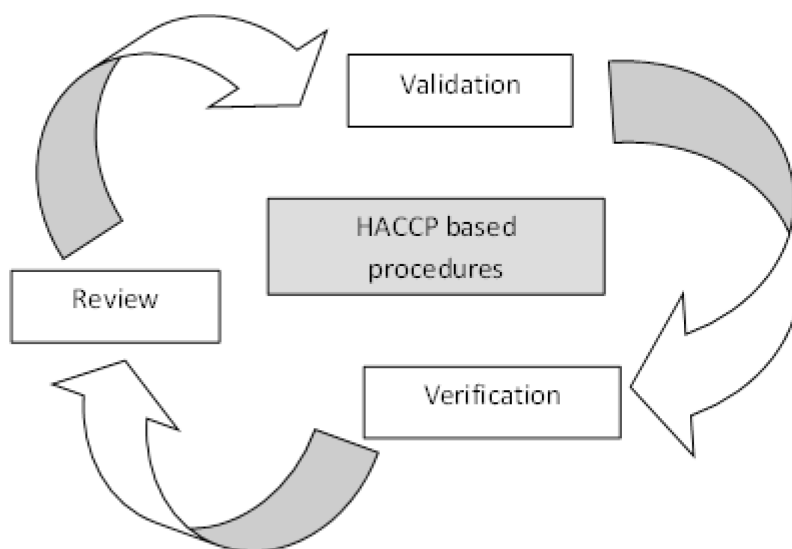 Validation
HACCP based
procedures
Review
Verification